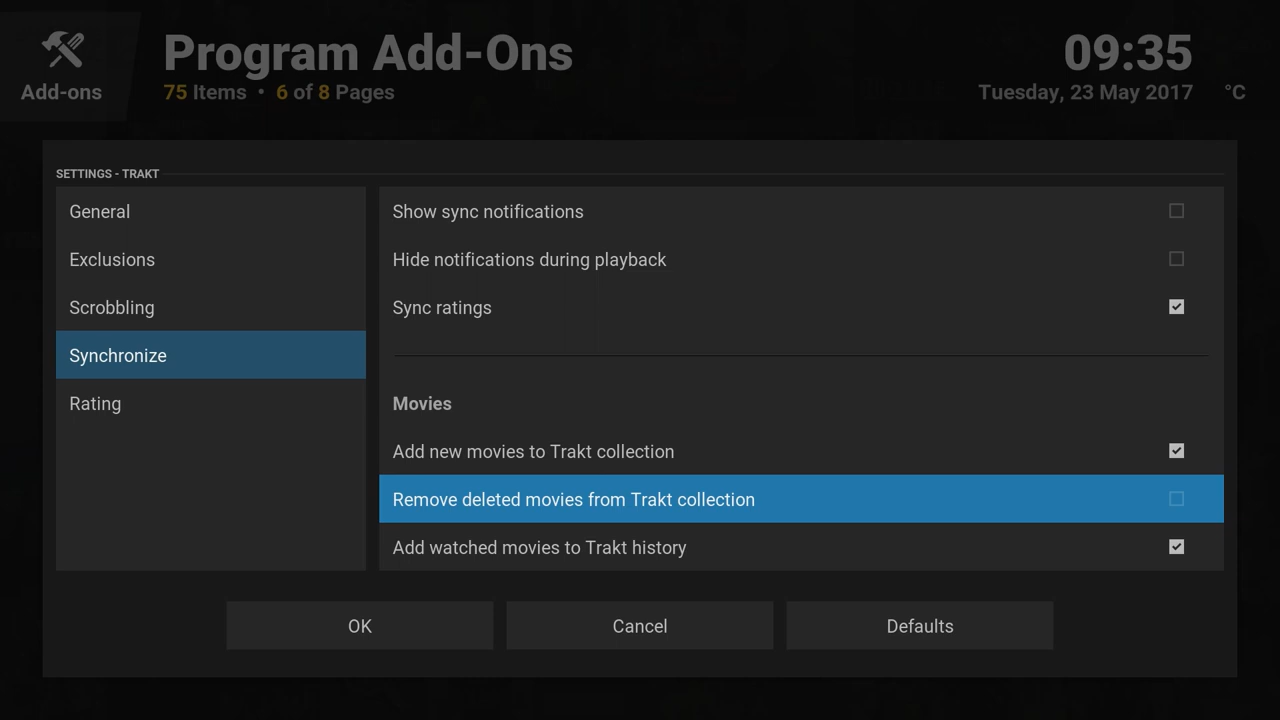 Program Add-Ons
09:35
Add-ons
75 Items • 6 of 8 Pages
Tuesday, 23 May 2017 °C
SETTINGS - TRAKT
General
Exclusions
Scrobbling
Synchronize
Rating
Show sync notifications
Hide notifications during playback
Sync ratings
Movies
Add new movies to Trakt collection
Remove deleted movies from Trakt collection
Add watched movies to Trakt history
OK
Cancel
Defaults